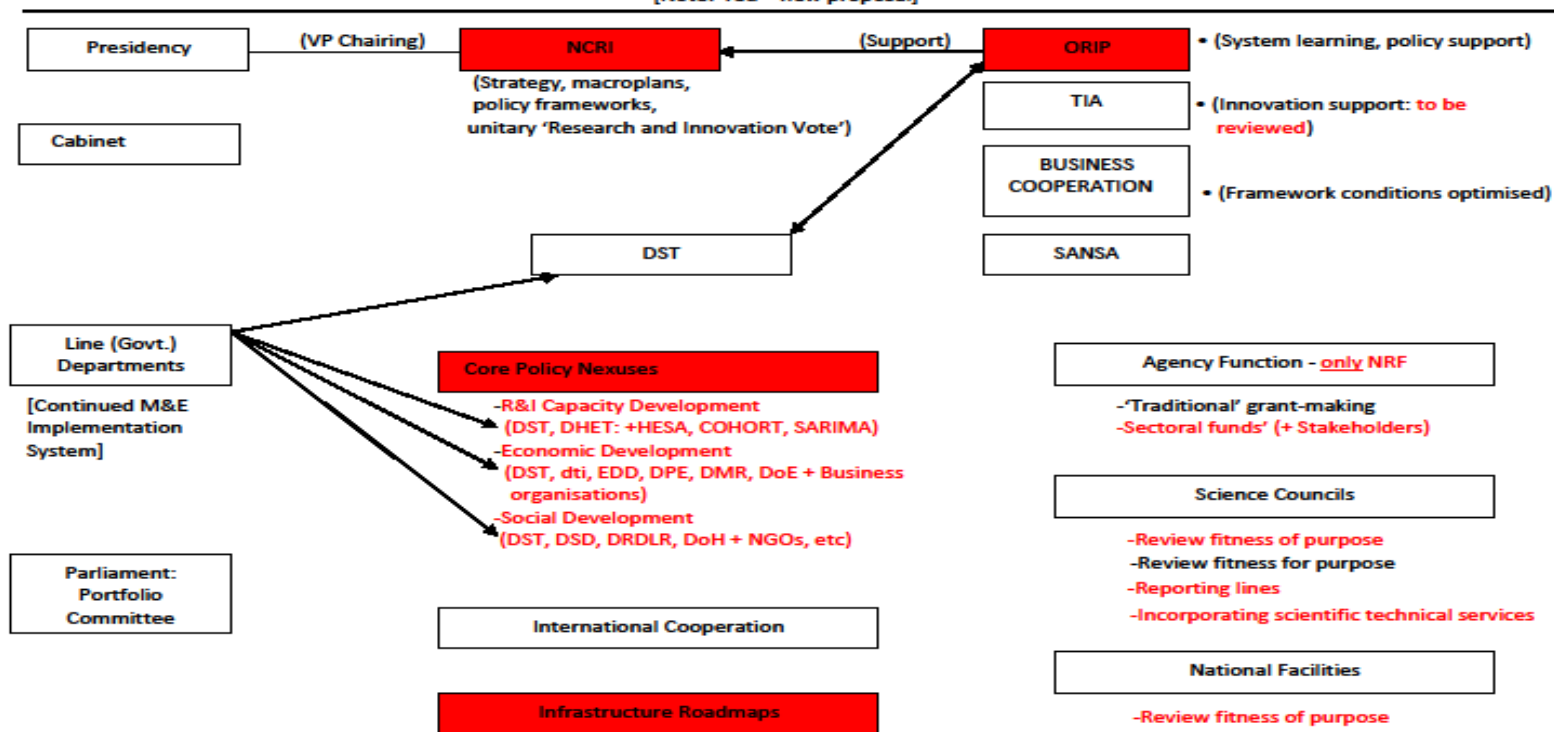 [Note: red = new proposal]
Presidency
(VP Chairing)
NCRI
(Support)
ORIP
• (System learning, policy support)
(Strategy, macroplans,
policy frameworks,
unitary ‘Research and Innovation Vote’)
TIA
• (Innovation support: to be
reviewed)
Cabinet
BUSINESS
COOPERATION
• (Framework conditions optimised)
DST
SANSA
Line (Govt.)
Departments
[Continued M&E
Implementation
System]
Core Policy Nexuses
-R&I Capacity Development
(DST, DHET: +HESA, COHORT, SARIMA)
-Economic Development
(DST, dti, EDD, DPE, DMR, DoE + Business
organisations)
-Social Development
(DST, DSD, DRDLR, DoH + NGOs, etc)
Agency Function - only NRF
-‘Traditional’ grant-making
-Sectoral funds’ (+ Stakeholders)
Science Councils
-Review fitness of purpose
-Review fitness for purpose
-Reporting lines
-Incorporating scientific technical services
Parliament:
Portfolio
Committee
International Cooperation
National Facilities
-Review fitness of purpose
Infrastructure Roadmaps